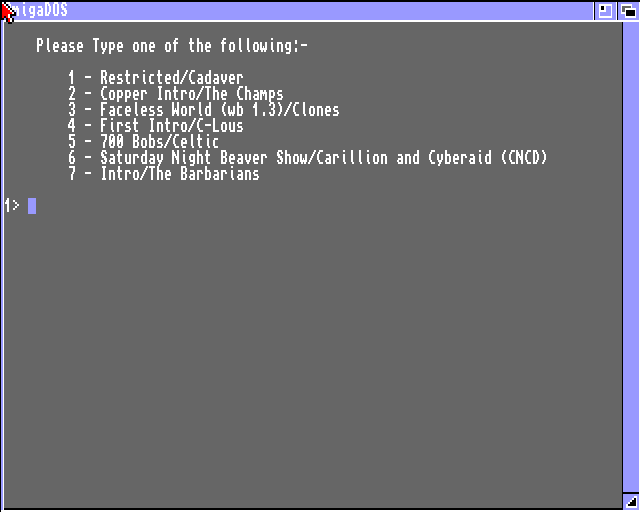 migaDOS
Please Type one of the following:-
1 - Restricted/Cadaver
2 - Copper Intro/The Champs
3 - Faceless World (wb 1.3)/Clones
4 - First Intro/C-Lous
5 - 700 Bobs/Celtic
6 - Saturday Night Beaver Show/Carillion and Cyberaid (CNCD)
7 - Intro/The Barbarians
1>